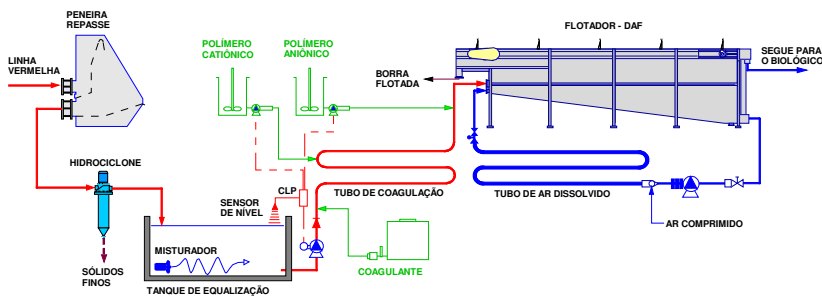 PENEIRA
REPASSE
LINHA
VERMELHA
HIDROCICLONE
SÓLIDOS
FINOS
MISTURADOR
TANQUE DE EQUALIZAÇÃO
SENSOR
DE NÍVEL
CLP
POLÍMERO
CATIÔNICO
POLÍMERO
ANIÓNICO
COAGULANTE
TUBO DE COAGULAÇÃO
BORRA
FLOTADA
FLOTADOR - DAF
SEGUE PARA
O BIOLÓGICO
TUBO DE AR DISSOLVIDO
AR COMPRIMIDO